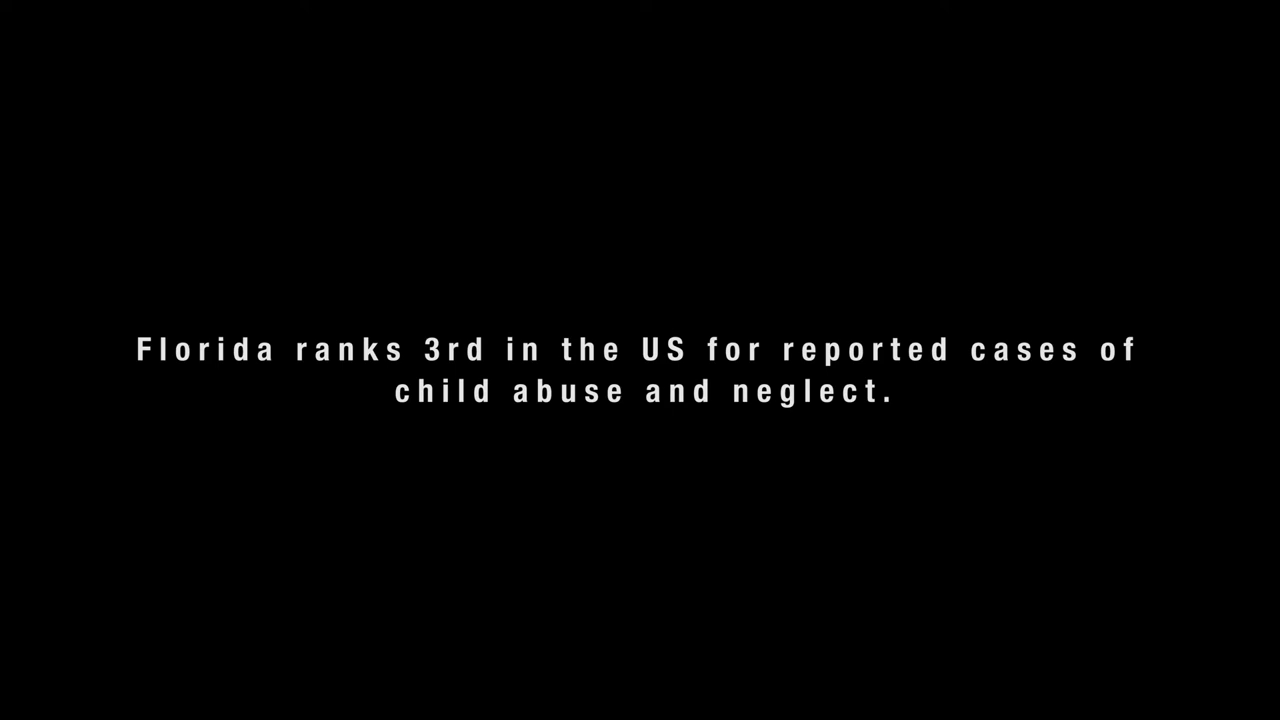 Florida ranks 3rd in the US for reported cases of
child abuse and neglect.